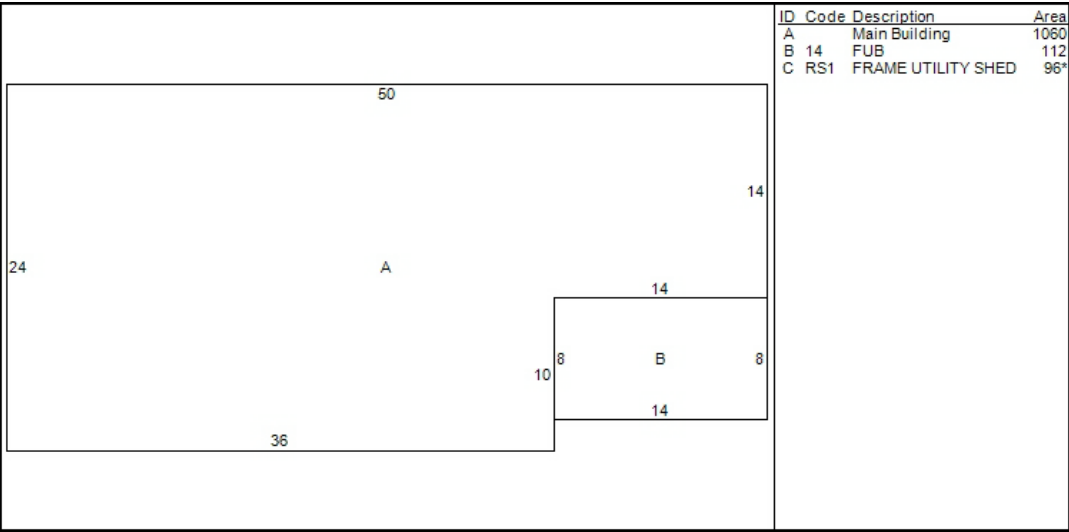 ID Code Description Area
A Main Building 1060
B 14 FUB 112
C RS1 FRAME UTILITY SHED 96*
50
14
24 A
14
8 B 8
10
14
36